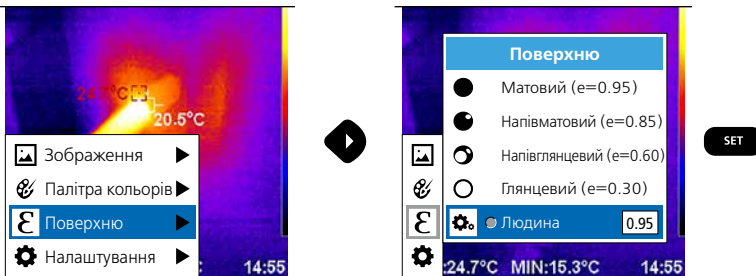 24.7°C
20.5°C
Зображення
Палітра кольорів
Ɛ Поверхню
Налаштування
: 14:55
Поверхню
Матовий (e=0.95)
Напівматовий (e=0.85)
Напівглянцевий (e=0.60)
Глянцевий (e=0.30)
Ɛ Людина 0.95
:24.7°C MIN:15.3°C 14:55
SET